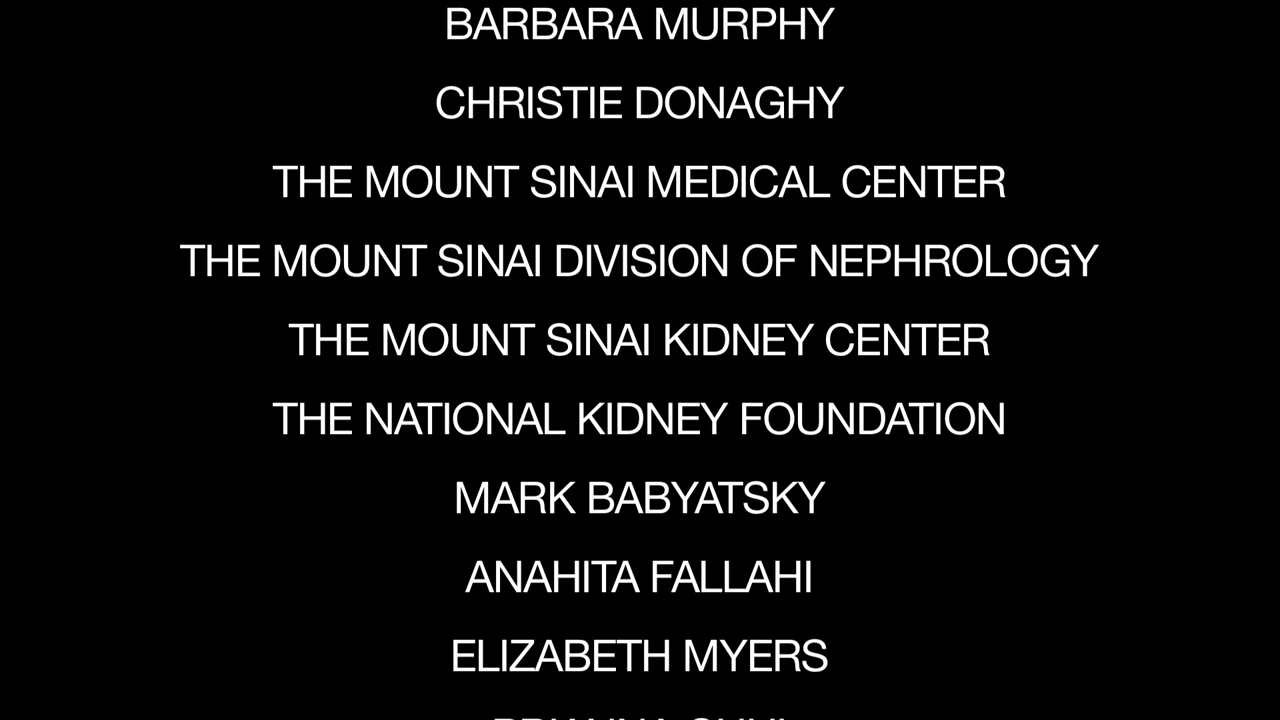 BARBARA MURPHY
CHRISTIE DONAGHY
THE MOUNT SINAI MEDICAL CENTER
THE MOUNT SINAI DIVISION OF NEPHROLOGY
THE MOUNT SINAI KIDNEY CENTER
THE NATIONAL KIDNEY FOUNDATION
MARK BABYATSKY
ANAHITA FALLAHI
ELIZABETH MYERS